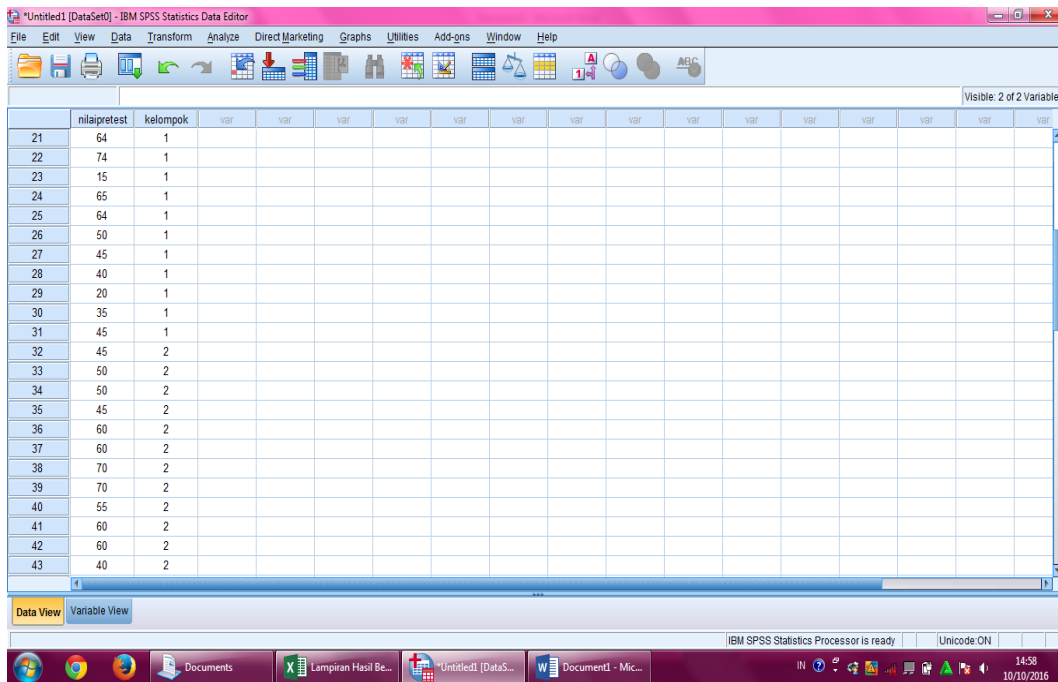 *Untitled1 [DataSet0] - IBM SPSS Statistics Data Editor
File Edit View Data Transform Analyze Direct Marketing Graphs Utilities Add-ons Window Help
Visible: 2 of 2 Variable
nilaipretest kelompok var var var var var var var var var var var var var var var
21 64 1
22 74 1
23 15 1
24 65 1
25 64 1
26 50 1
27 45 1
28 40 1
29 20 1
30 35 1
31 45 1
32 45 2
33 50 2
34 50 2
35 45 2
36 60 2
37 60 2
38 70 2
39 70 2
40 55 2
41 60 2
42 60 2
43 40 2
Data View Variable View
IBM SPSS Statistics Processor is ready Unicode:ON
Documents Lampiran Hasil Be... *Untitled1 [DataS... Document1 - Mic... IN 14:58
10/10/2016